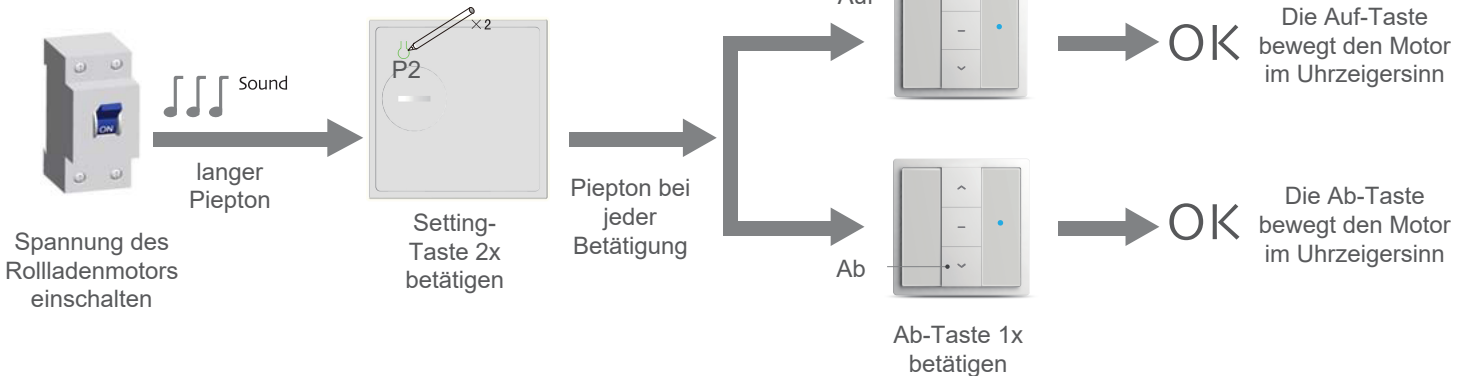 Auf
×2
P2
ON
Sound
langer
Piepton
Spannung des
Rollladenmotors
einschalten
Setting-
Taste 2x
betätigen
Piepton bei
jeder
Betätigung
OK
Die Auf-Taste
bewegt den Motor
im Uhrzeigersinn
Ab
Ab-Taste 1x
betätigen
OK
Die Ab-Taste
bewegt den Motor
im Uhrzeigersinn